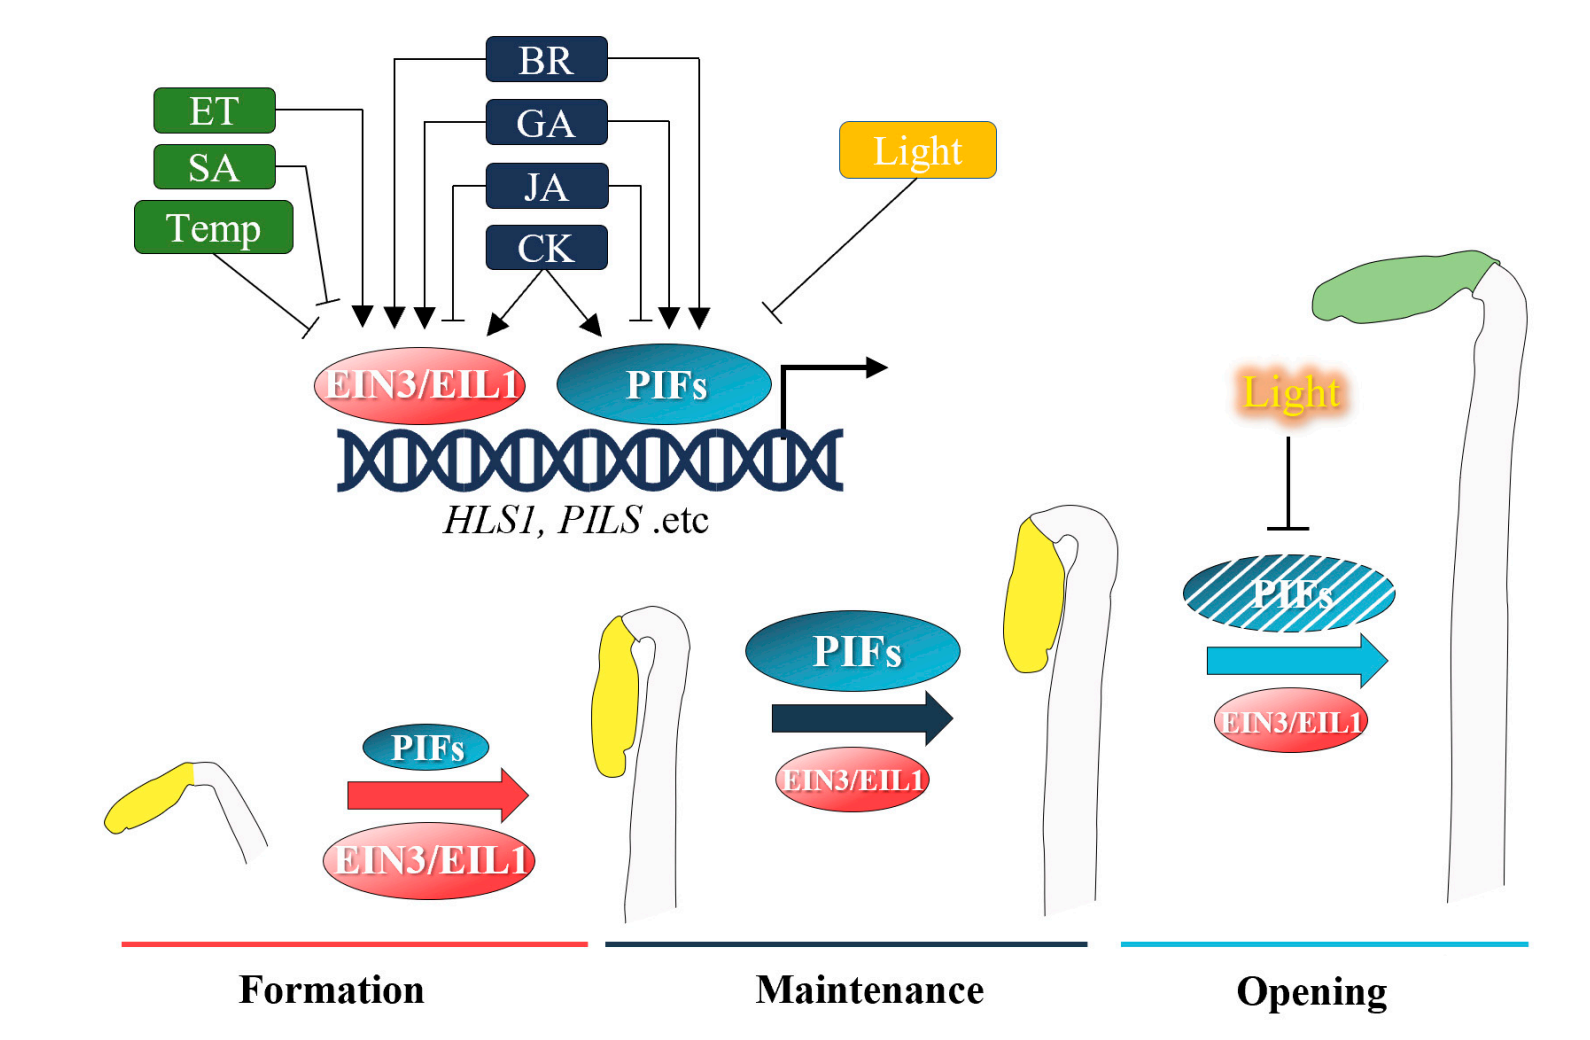 BR
ET
GA
Light
SA
JA
Temp
CK
EIN3/EIL1
PIFs
HLS1, PILS .etc
Light
PIFs
PIFs
EIN3/EIL1
PIFs
EIN3/EIL1
EIN3/EIL1
Formation
Maintenance
Opening